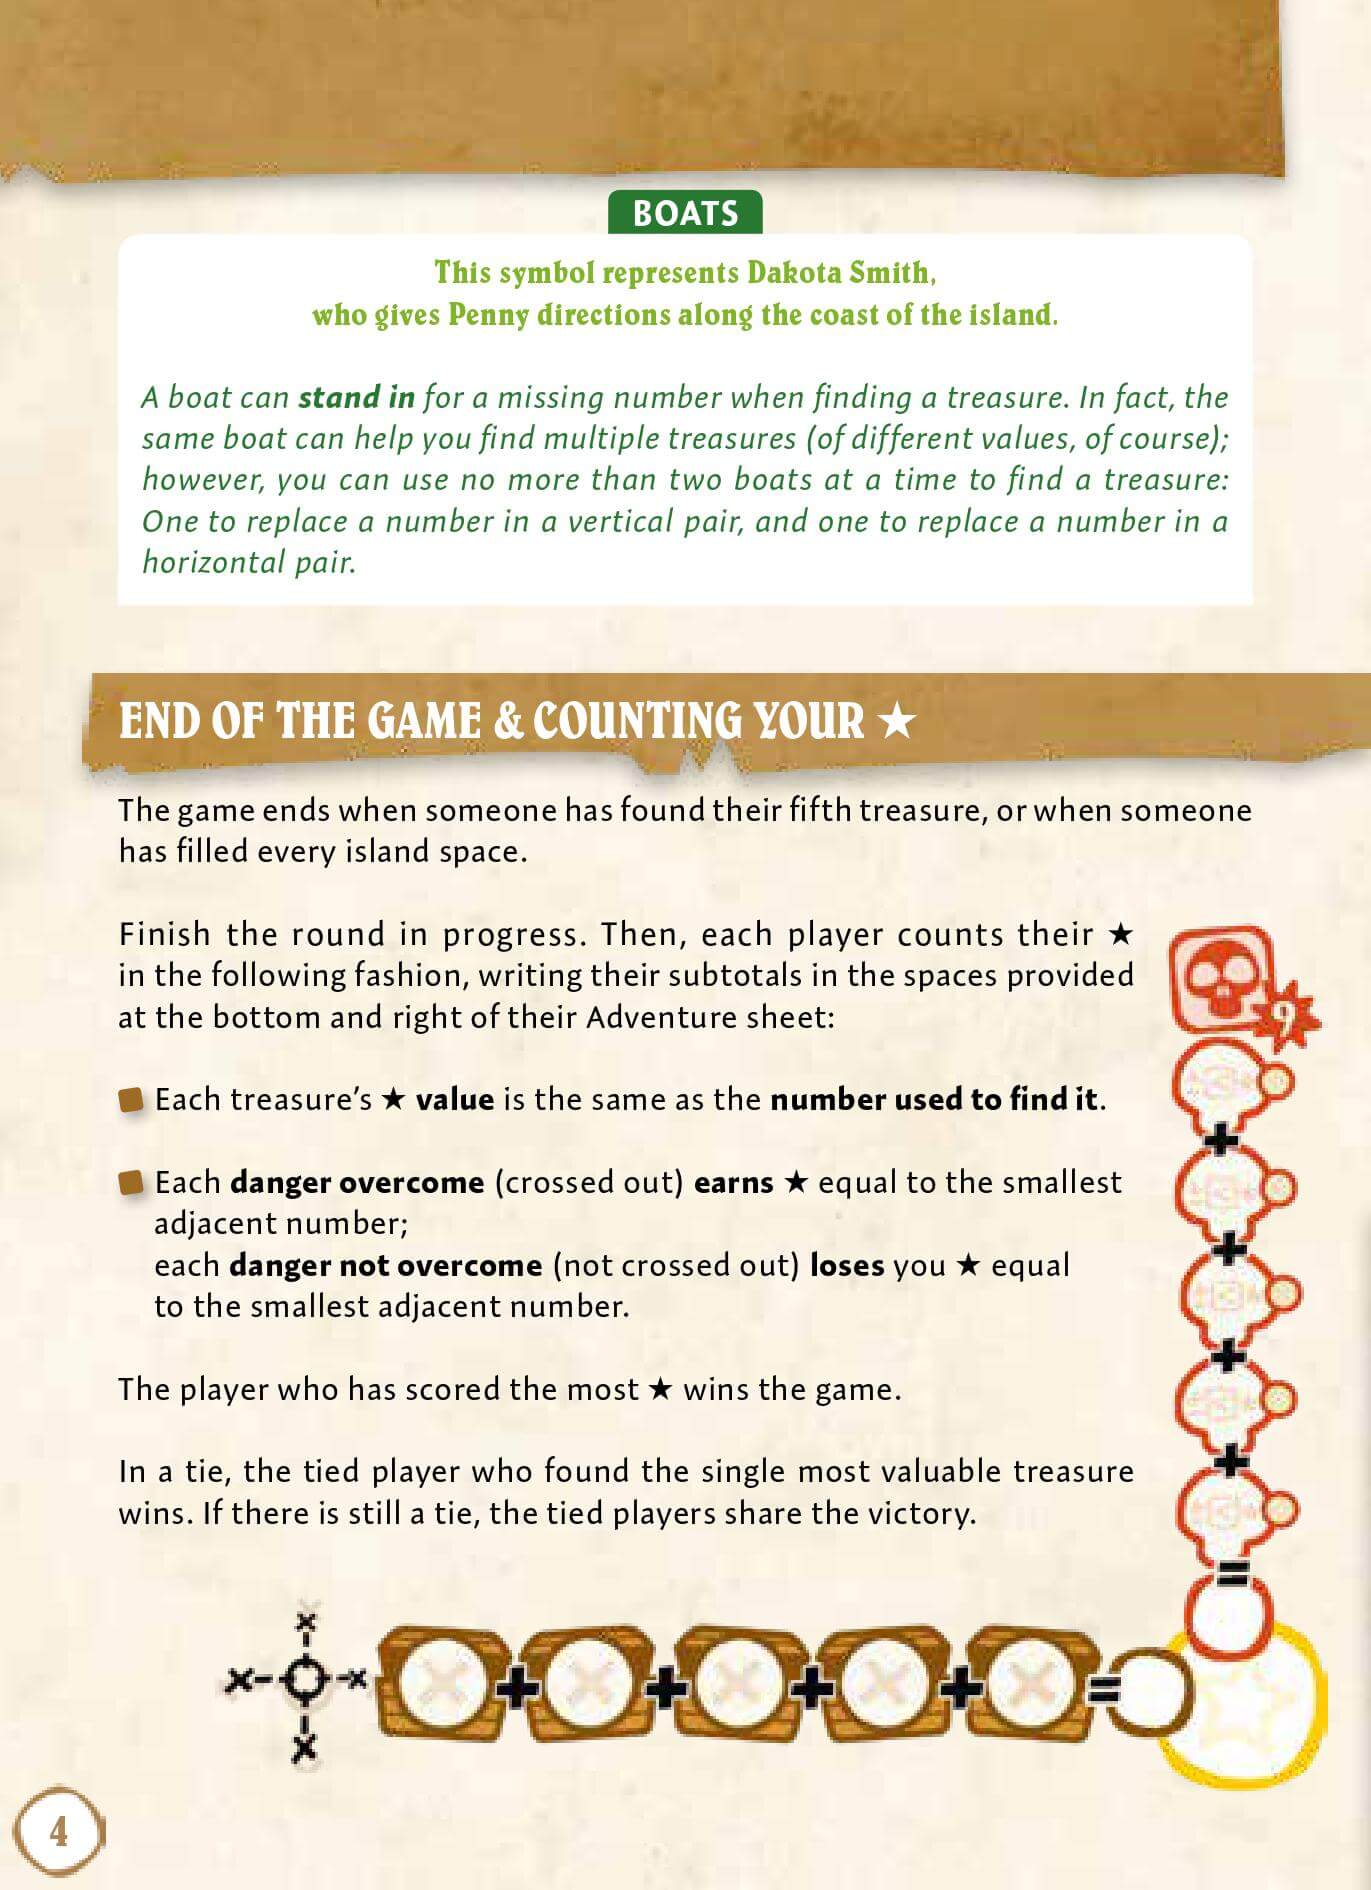 BOATS
This symbol represents Dakota Smith,
who gives Penny directions along the coast of the island.
A boat can stand in for a missing number when finding a treasure. In fact, the
same boat can help you find multiple treasures (of different values, of course);
however, you can use no more than two boats at a time to find a treasure:
One to replace a number in a vertical pair, and one to replace a number in a
horizontal pair.
END OF THE GAME & COUNTING YOUR ★
The game ends when someone has found their fifth treasure, or when someone
has filled every island space.
Finish the round in progress. Then, each player counts their ★
in the following fashion, writing their subtotals in the spaces provided
at the bottom and right of their Adventure sheet:
Each treasure's ★ value is the same as the number used to find it.
Each danger overcome (crossed out) earns ★ equal to the smallest
adjacent number;
each danger not overcome (not crossed out) loses you ★ equal
to the smallest adjacent number.
The player who has scored the most ★ wins the game.
In a tie, the tied player who found the single most valuable treasure
wins. If there is still a tie, the tied players share the victory.
9
+
+
+
+
=
+ + + + =
4